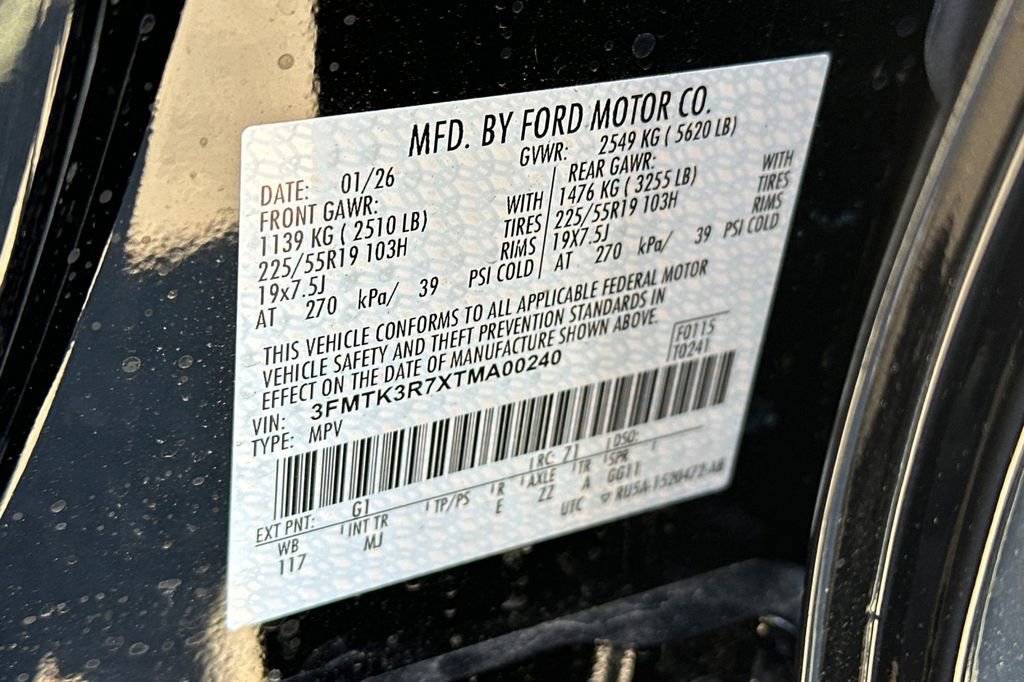 MFD. BY FORD MOTOR CO.
DATE: 01/26 GVWR: 2549 KG ( 5620 LB)
FRONT GAWR: REAR GAWR:
1139 KG ( 2510 LB) WITH 1476 KG ( 3255 LB) WITH
225/55R19 103H TIRES 225/55R19 103H TIRES
19x7.5J RIMS 19X7.5J RIMS
AT 270 kPa/ 39 PSI COLD AT 270 kPa/ 39 PSI COLD
THIS VEHICLE CONFORMS TO ALL APPLICABLE FEDERAL MOTOR
VEHICLE SAFETY AND THEFT PREVENTION STANDARDS IN
EFFECT ON THE DATE OF MANUFACTURE SHOWN ABOVE.
F0115
T0241
VIN: 3FMTK3R7XTMA00240
TYPE: MPV
EXT PNT: G1 RC: 71 DSO:
WB INT TR TP/PS R AXLE TR SPR
117 MJ E ZZ A GG11
UTC RU5A-1520472-AB